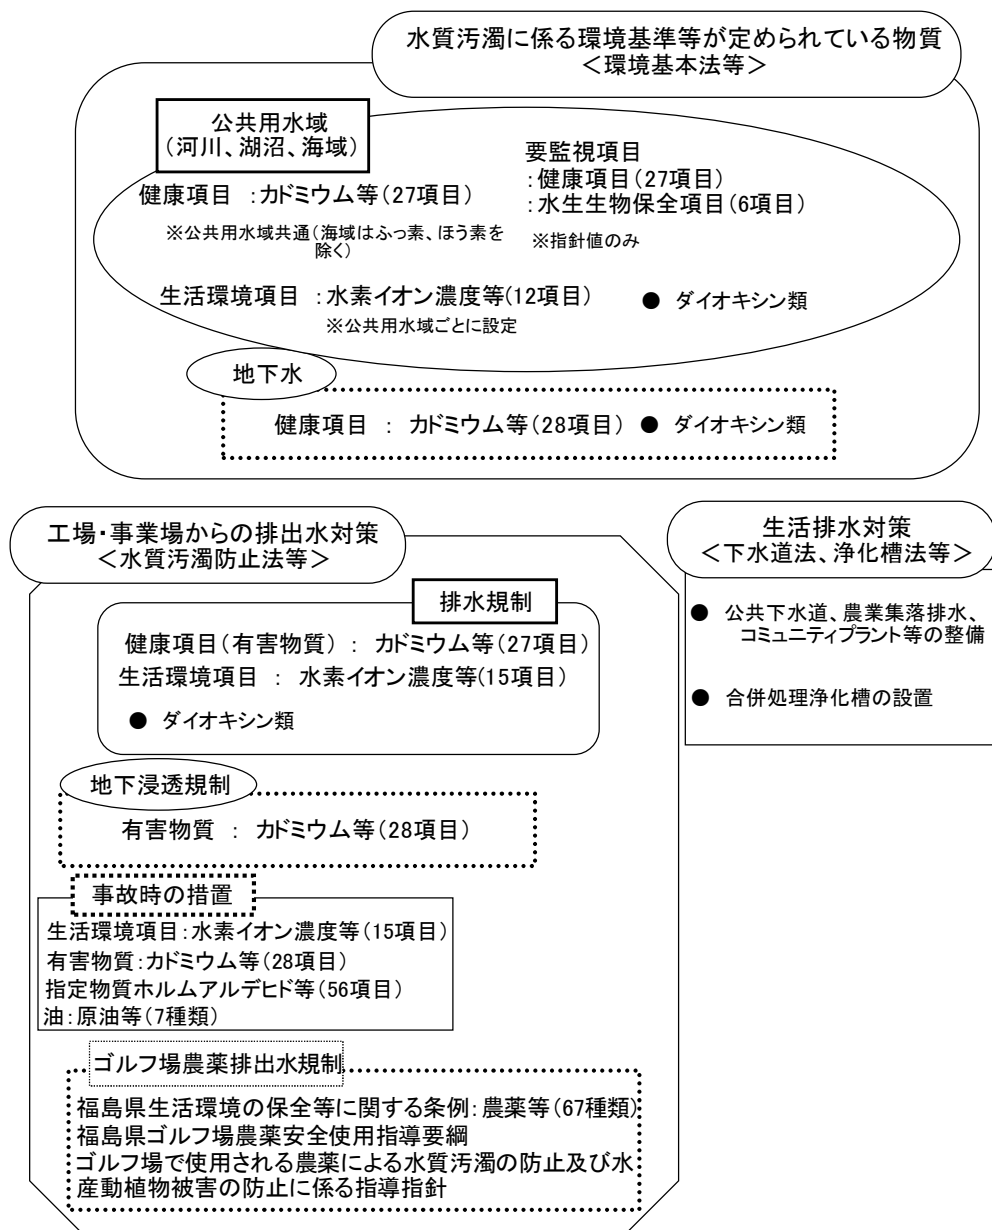 水質汚濁に係る環境基準等が定められている物質
＜環境基本法等＞
公共用水域
（河川、湖沼、海域）
健康項目 ：カドミウム等（27項目）
※公共用水域共通（海域はふっ素、ほう素を
除く）
要監視項目
：健康項目（27項目）
：水生生物保全項目（6項目）
※指針値のみ
生活環境項目 ：水素イオン濃度等(12項目）
※公共用水域ごとに設定
● ダイオキシン類
地下水
健康項目 ： カドミウム等（28項目） ● ダイオキシン類
工場・事業場からの排出水対策
＜水質汚濁防止法等＞
排水規制
健康項目（有害物質） ： カドミウム等（27項目）
生活環境項目 ： 水素イオン濃度等(15項目）
● ダイオキシン類
地下浸透規制
有害物質 ： カドミウム等（28項目）
事故時の措置
生活環境項目：水素イオン濃度等（15項目）
有害物質：カドミウム等（28項目）
指定物質ホルムアルデヒド等（56項目）
油：原油等（7種類）
ゴルフ場農薬排出水規制
福島県生活環境の保全等に関する条例：農薬等（67種類）
福島県ゴルフ場農薬安全使用指導要綱
ゴルフ場で使用される農薬による水質汚濁の防止及び水
産動植物被害の防止に係る指導指針
生活排水対策
＜下水道法、浄化槽法等＞
● 公共下水道、農業集落排水、
コミュニティプラント等の整備
● 合併処理浄化槽の設置